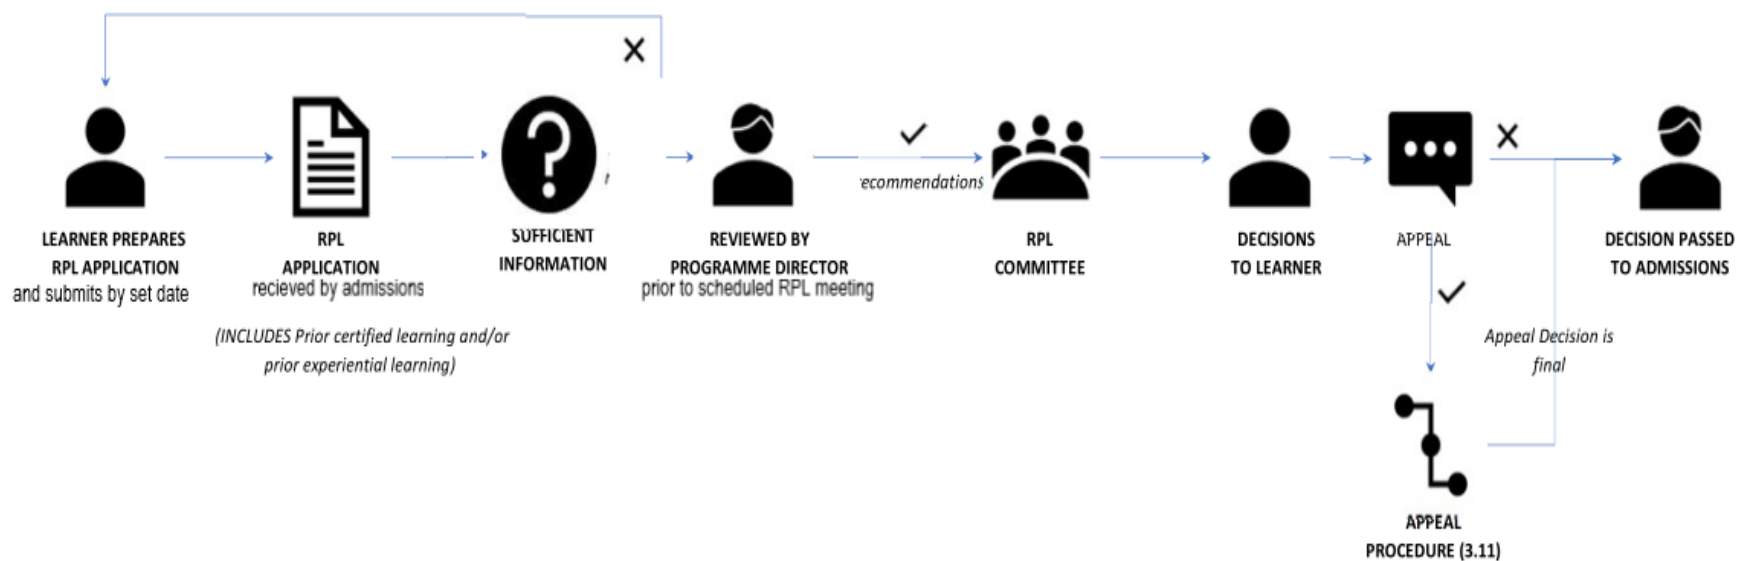 LEARNER PREPARES
RPL APPLICATION
and submits by set date
RPL
APPLICATION
recieved by admissions
(INCLUDES Prior certified learning and/or
prior experiential learning)
SUFFICIENT
INFORMATION
REVIEWED BY
PROGRAMME DIRECTOR
prior to scheduled RPL meeting
ecommendations
RPL
COMMITTEE
DECISIONS
TO LEARNER
APPEAL
DECISION PASSED
TO ADMISSIONS
Appeal Decision is
final
APPEAL
PROCEDURE (3.11)